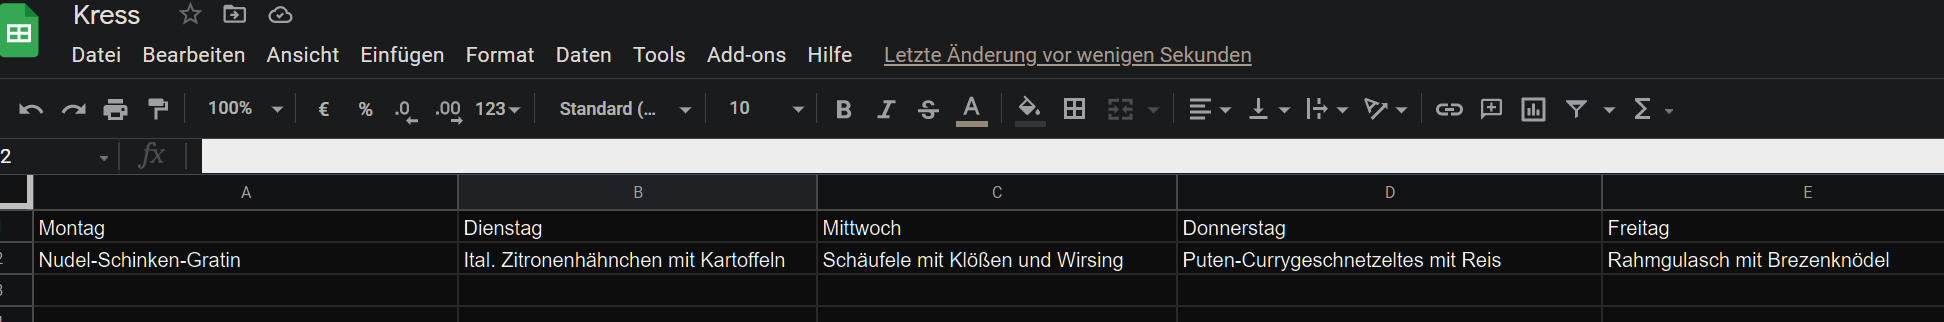 Kress
Datei Bearbeiten Ansicht Einfügen Format Daten Tools Add-ons Hilfe Letzte Änderung vor wenigen Sekunden
100% € % .0 .00 123 Standard (... 10 B I S A Σ
2 fx
A B C D E
Montag Dienstag Mittwoch Donnerstag Freitag
2 Nudel-Schinken-Gratin Ital. Zitronenhähnchen mit Kartoffeln Schäufele mit Klößen und Wirsing Puten-Currygeschnetzeltes mit Reis Rahmgulasch mit Brezenknödel
3